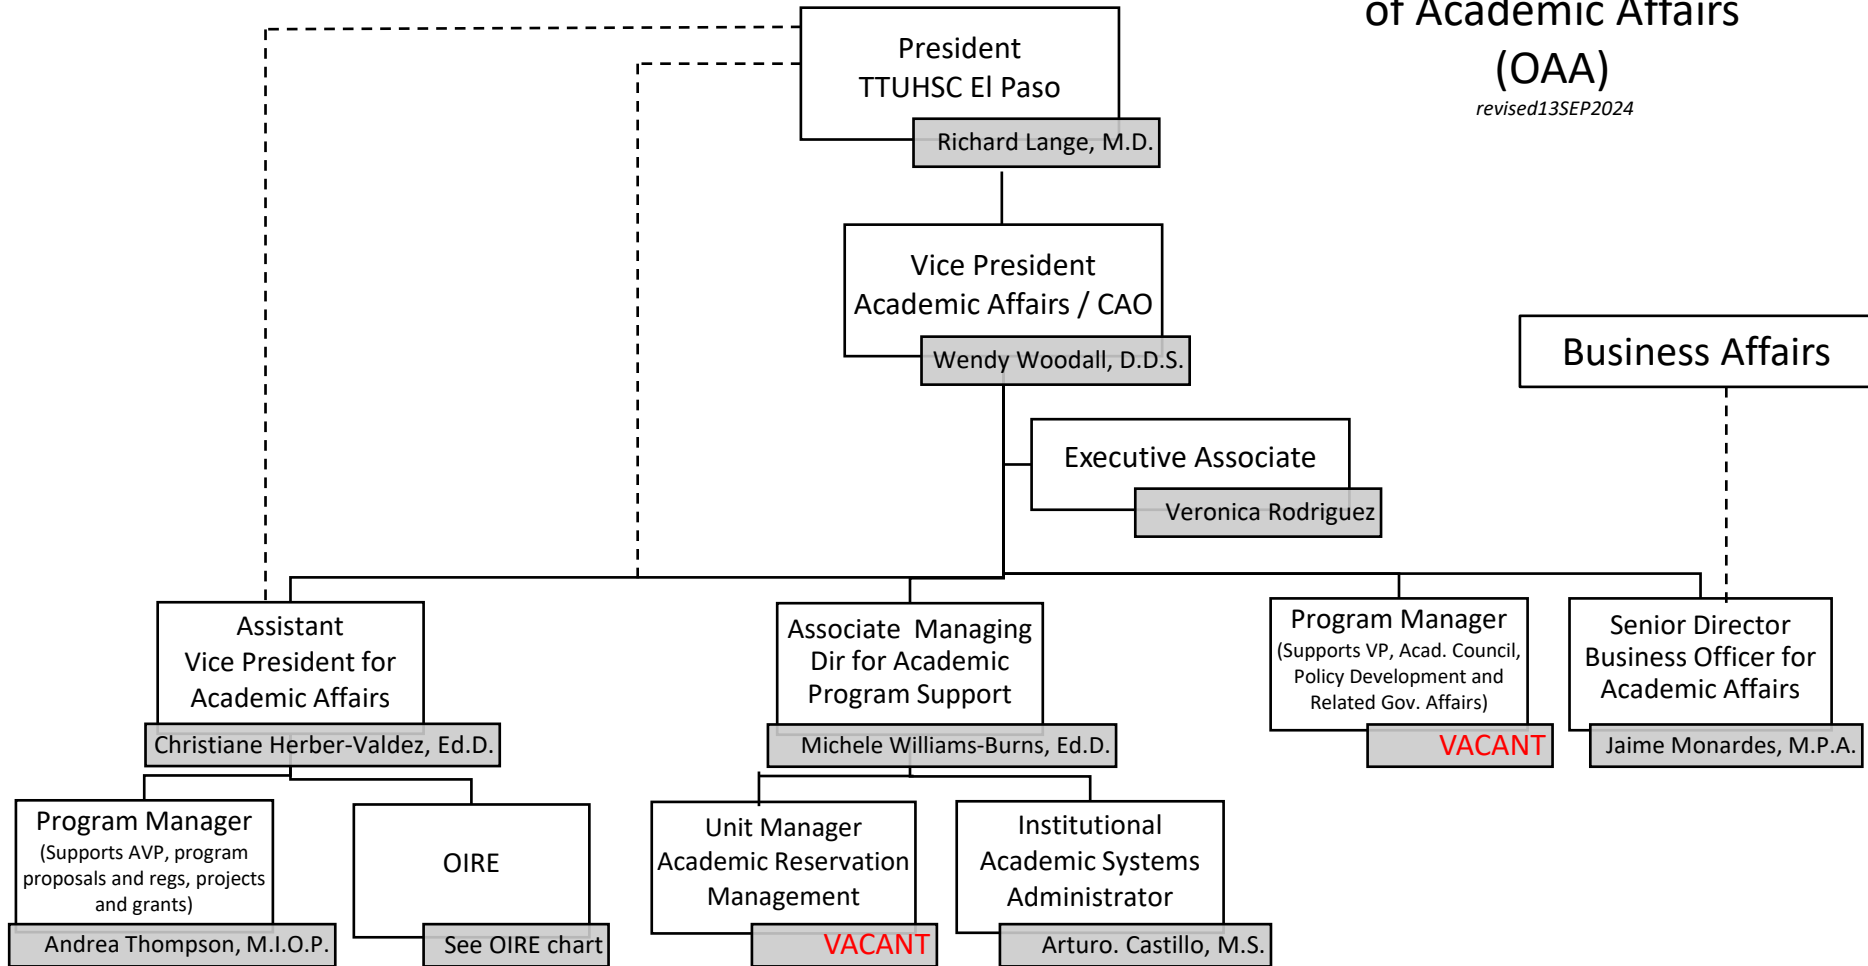 of Academic Affairs
(OAA)
revised13SEP2024
President
TTUHSC El Paso
Richard Lange, M.D.
Vice President
Academic Affairs / CAO
Wendy Woodall, D.D.S.
Business Affairs
Executive Associate
Veronica Rodriguez
Assistant
Vice President for
Academic Affairs
Christiane Herber-Valdez, Ed.D.
Associate Managing
Dir for Academic
Program Support
Michele Williams-Burns, Ed.D.
Program Manager
(Supports VP, Acad. Council,
Policy Development and
Related Gov. Affairs)
VACANT
Senior Director
Business Officer for
Academic Affairs
Jaime Monardes, M.P.A.
Program Manager
(Supports AVP, program
proposals and regs, projects
and grants)
Andrea Thompson, M.I.O.P.
OIRE
See OIRE chart
Unit Manager
Academic Reservation
Management
VACANT
Institutional
Academic Systems
Administrator
Arturo. Castillo, M.S.